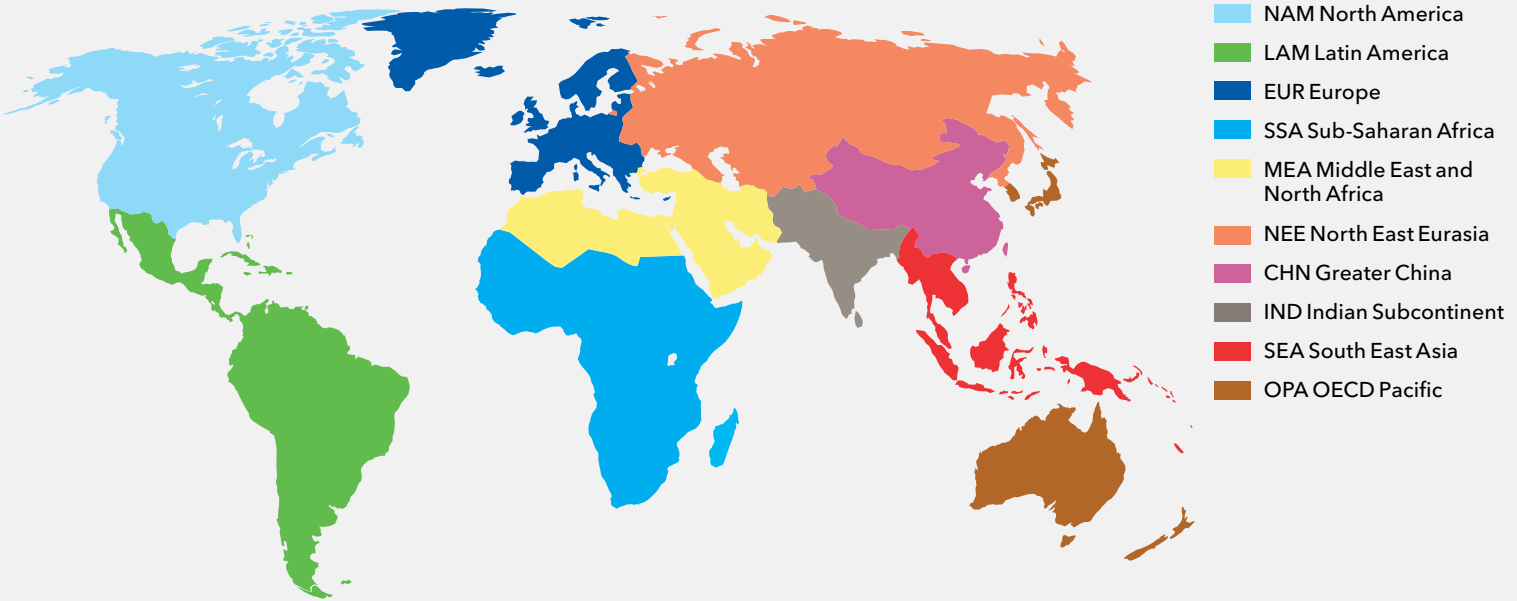 NAM North America
LAM Latin America
EUR Europe
SSA Sub-Saharan Africa
MEA Middle East and
North Africa
NEE North East Eurasia
CHN Greater China
IND Indian Subcontinent
SEA South East Asia
OPA OECD Pacific